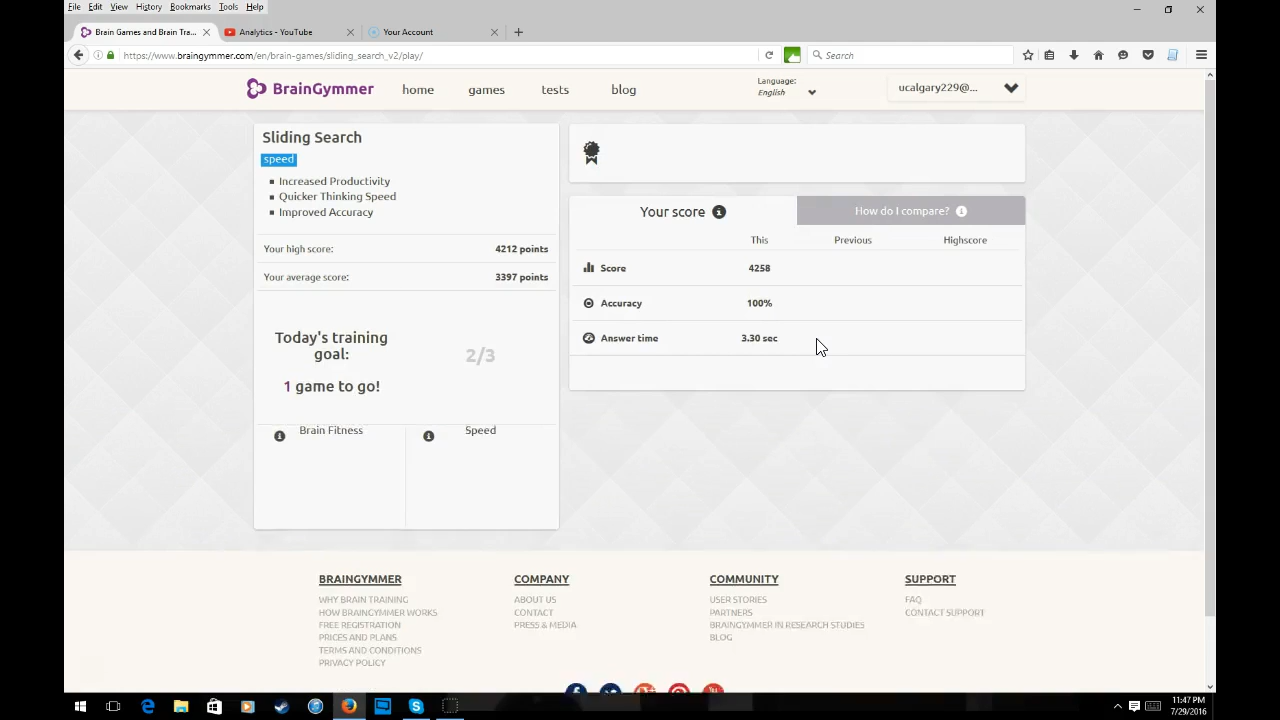 File Edit View History Bookmarks Tools Help
Brain Games and Brain Tra...
Analytics - YouTube
Your Account
https://www.braingymmer.com/en/brain-games/sliding_search_v2/play/
Search
BrainGymmer
home games tests blog
Language:
English
ucalgary229@...
Sliding Search
speed
Increased Productivity
Quicker Thinking Speed
Improved Accuracy
Your high score: 4212 points
Your average score: 3397 points
Today's training
goal:
2/3
1 game to go!
Brain Fitness Speed
Your score
How do I compare?
This Previous Highscore
Score 4258
Accuracy 100%
Answer time 3.30 sec
BRAINGYMMER
WHY BRAIN TRAINING
HOW BRAINGYMMER WORKS
FREE REGISTRATION
PRICES AND PLANS
TERMS AND CONDITIONS
PRIVACY POLICY
COMPANY
ABOUT US
CONTACT
PRESS & MEDIA
COMMUNITY
USER STORIES
PARTNERS
BRAINGYMMER IN RESEARCH STUDIES
BLOG
SUPPORT
FAQ
CONTACT SUPPORT
11:47 PM
7/29/2016